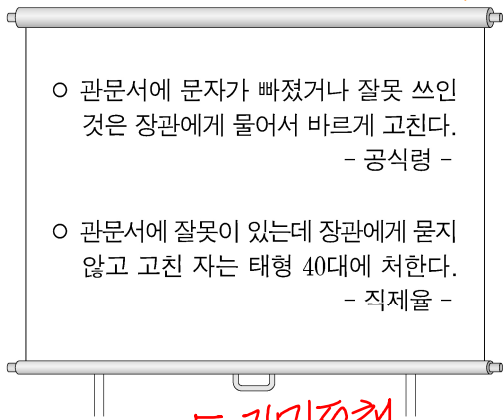 ○ 관문서에 문자가 빠졌거나 잘못 쓰인
것은 장관에게 물어서 바르게 고친다.
- 공식령 -
○ 관문서에 잘못이 있는데 장관에게 묻지
않고 고친 자는 태형 40대에 처한다.
- 직제율 -